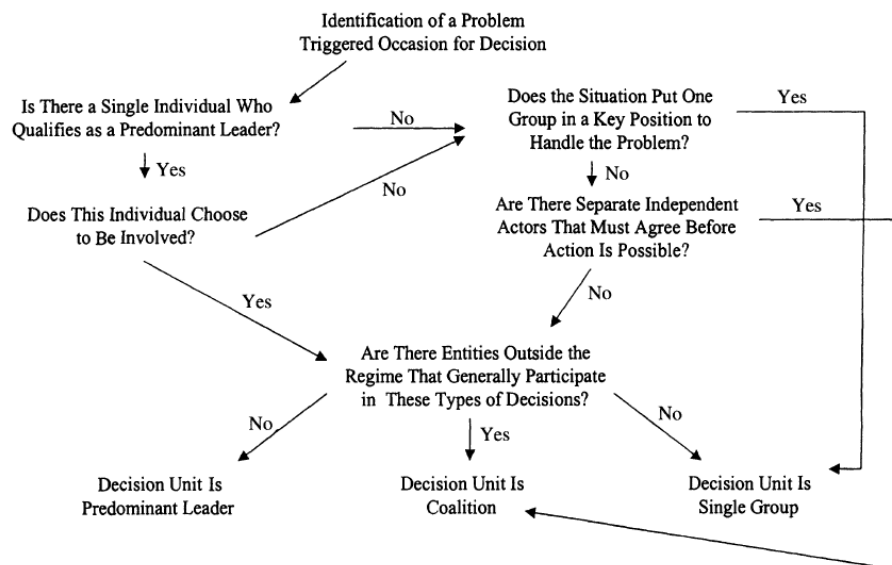 Identification of a Problem
Triggered Occasion for Decision
Is There a Single Individual Who
Qualifies as a Predominant Leader?
No
Does the Situation Put One
Group in a Key Position to
Handle the Problem?
Yes
Yes
No
No
Does This Individual Choose
to Be Involved?
Are There Separate Independent
Actors That Must Agree Before
Action Is Possible?
Yes
Yes
No
Are There Entities Outside the
Regime That Generally Participate
in These Types of Decisions?
No
Yes
No
Decision Unit Is
Predominant Leader
Decision Unit Is
Coalition
Decision Unit Is
Single Group